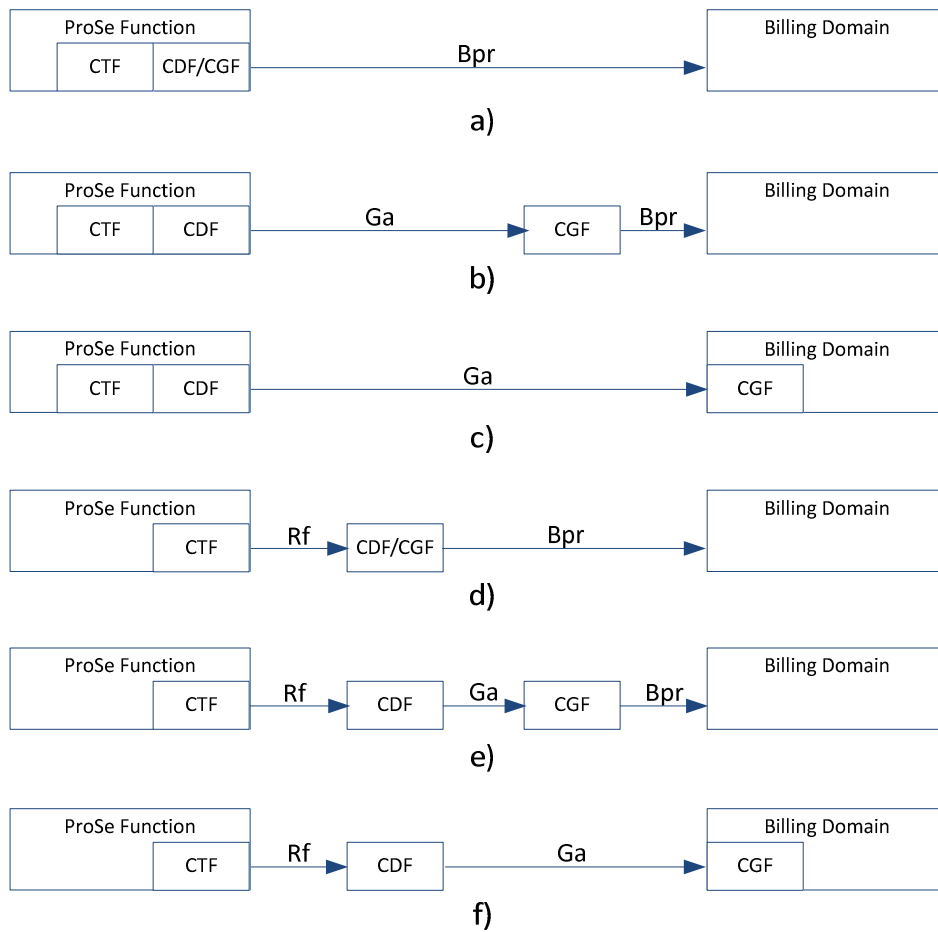 ProSe Function
Billing Domain
CTF
CDF/CGF
Bpr
a)
ProSe Function
Billing Domain
CTF
CDF
Ga
CGF
Bpr
b)
ProSe Function
Billing Domain
CTF
CDF
Ga
CGF
c)
ProSe Function
Billing Domain
CTF
Rf
CDF/CGF
Bpr
d)
ProSe Function
Billing Domain
CTF
Rf
CDF
Ga
CGF
Bpr
e)
ProSe Function
Billing Domain
CTF
Rf
CDF
Ga
CGF
f)